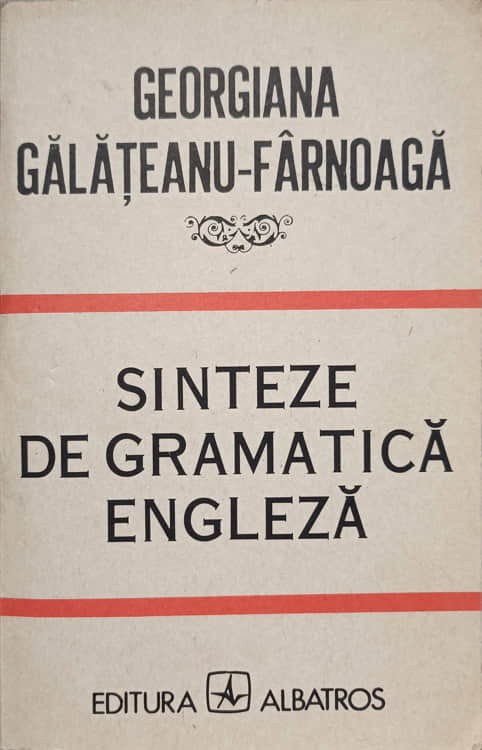 GEORGIANA
GĂLĂȚEANU-FÂRNOAGĂ
SINTEZE
DE GRAMATICĂ
ENGLEZĂ
EDITURA ALBATROS